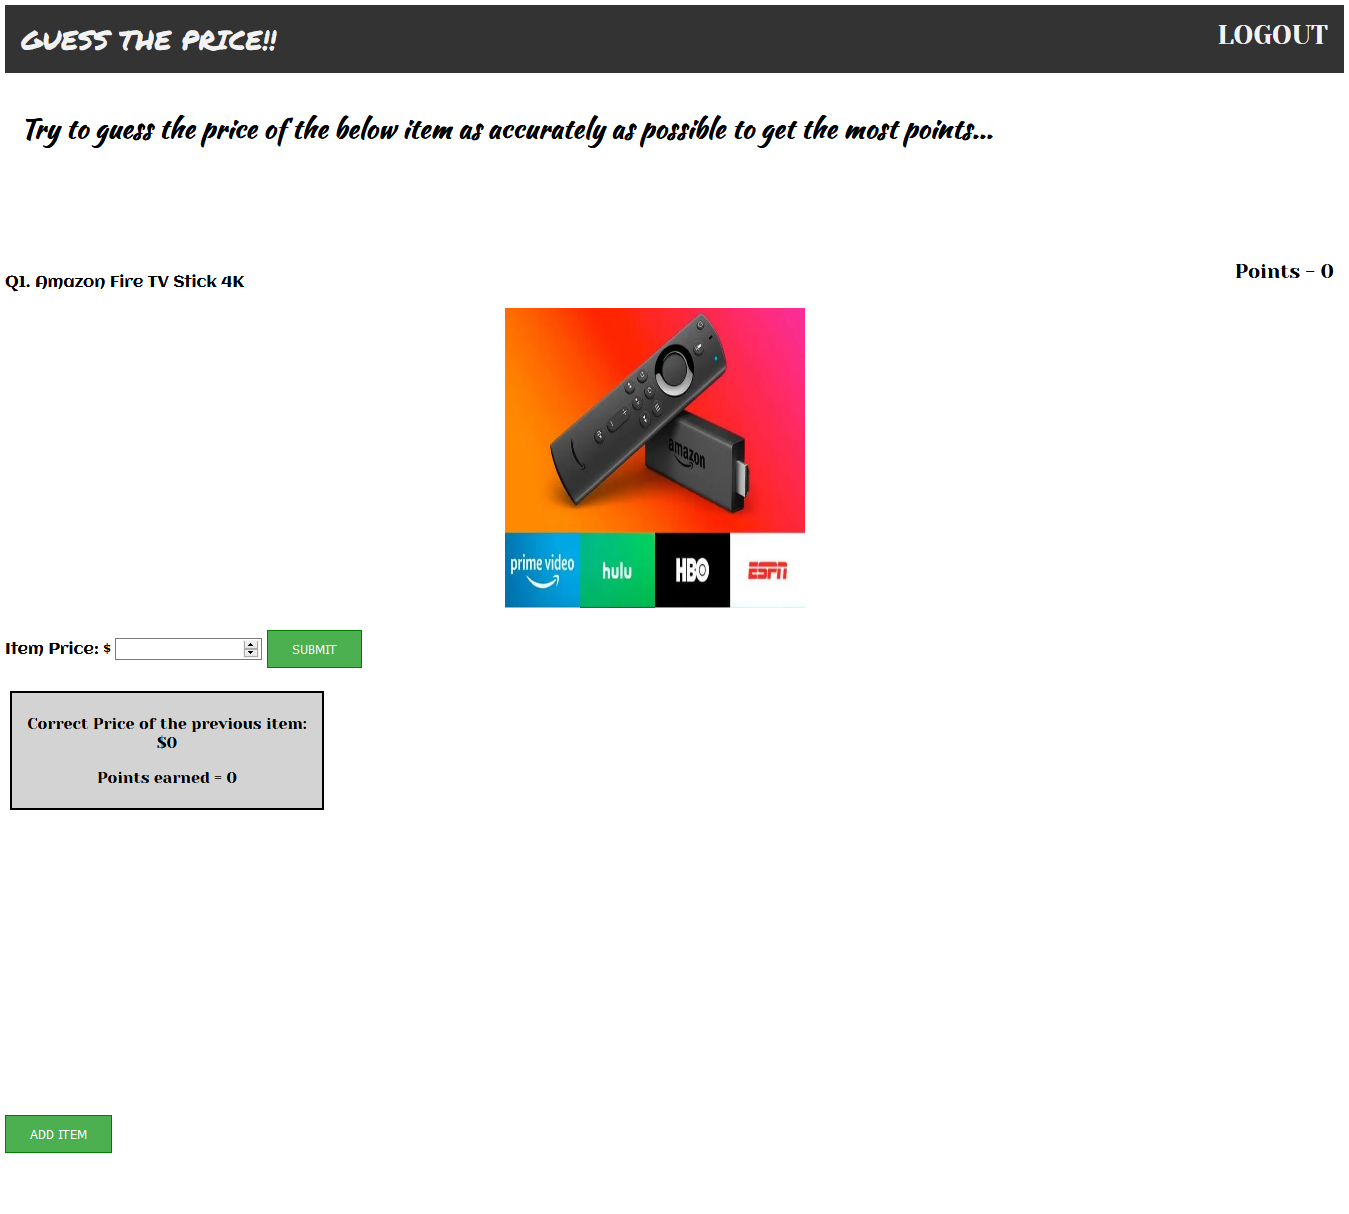 GUESS THE PRICE!!
LOGOUT
Try to guess the price of the below item as accurately as possible to get the most points...
Points - 0
Q1. Amazon Fire TV Stick 4K
amazon
prime video
hulu
HBO
ESPN
Item Price: $
SUBMIT
Correct Price of the previous item:
$0
Points earned = 0
ADD ITEM